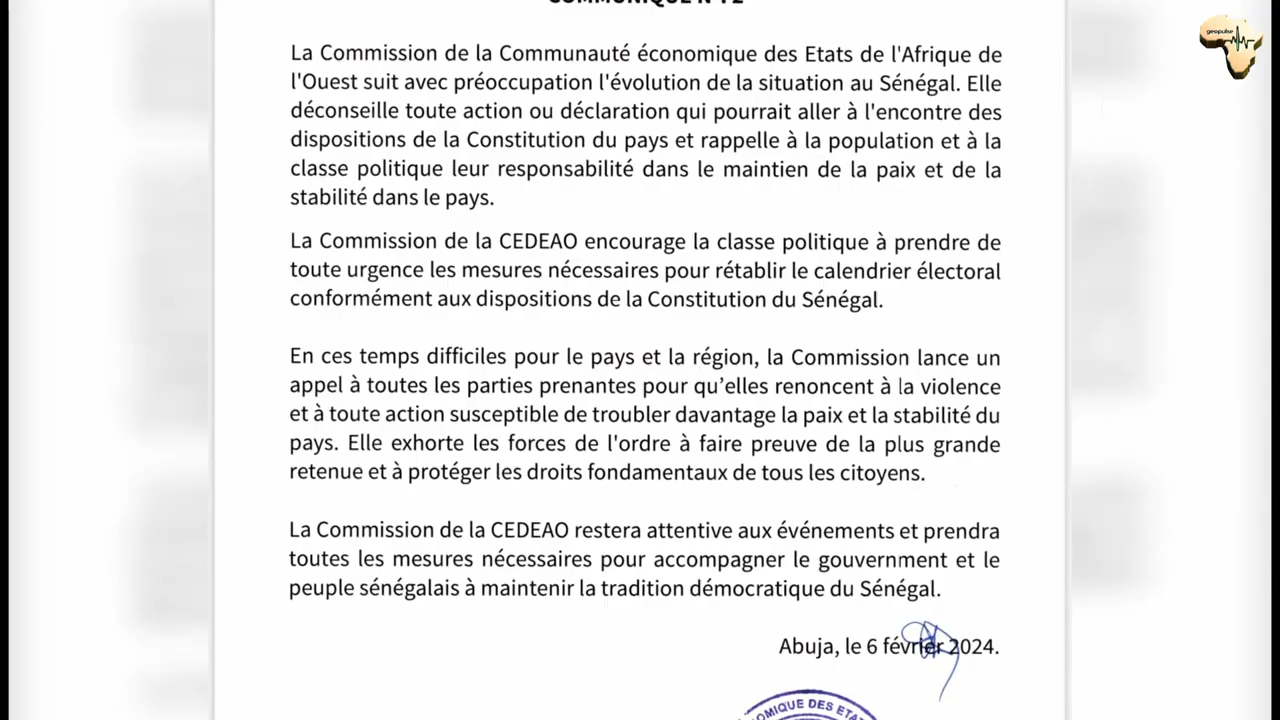 COMMUNIQUE N° 2
La Commission de la Communauté économique des Etats de l'Afrique de
l'Ouest suit avec préoccupation l'évolution de la situation au Sénégal. Elle
déconseille toute action ou déclaration qui pourrait aller à l'encontre des
dispositions de la Constitution du pays et rappelle à la population et à la
classe politique leur responsabilité dans le maintien de la paix et de la
stabilité dans le pays.
La Commission de la CEDEAO encourage la classe politique à prendre de
toute urgence les mesures nécessaires pour rétablir le calendrier électoral
conformément aux dispositions de la Constitution du Sénégal.
En ces temps difficiles pour le pays et la région, la Commission lance un
appel à toutes les parties prenantes pour qu’elles renoncent à la violence
et à toute action susceptible de troubler davantage la paix et la stabilité du
pays. Elle exhorte les forces de l'ordre à faire preuve de la plus grande
retenue et à protéger les droits fondamentaux de tous les citoyens.
La Commission de la CEDEAO restera attentive aux événements et prendra
toutes les mesures nécessaires pour accompagner le gouvernment et le
peuple sénégalais à maintenir la tradition démocratique du Sénégal.
Abuja, le 6 février 2024.
OMIQUE DES ETA
geopulse